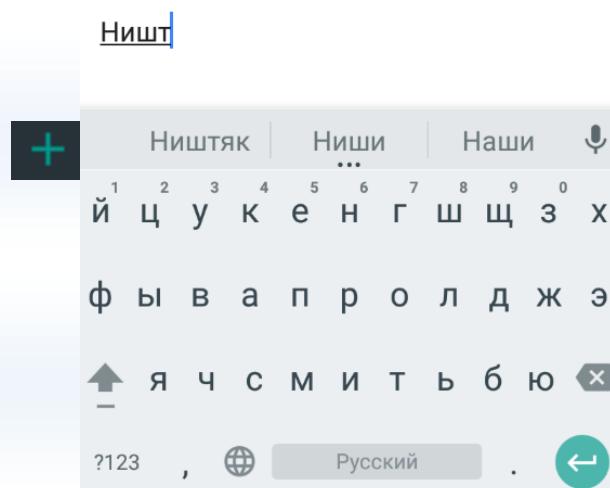 Ништ
Ништяк Ниши Наши
1 2 3 4 5 6 7 8 9 0
й ц у к е н г ш щ з х
ф ы в а п р о л д ж э
я ч с м и т ь б ю
?123 , Русский .